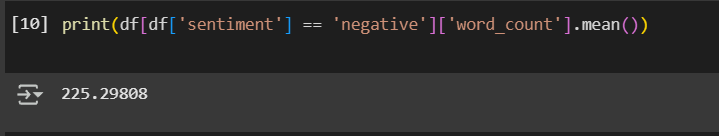 [10] print(df[df['sentiment'] == 'negative']['word_count'].mean())
225.29808